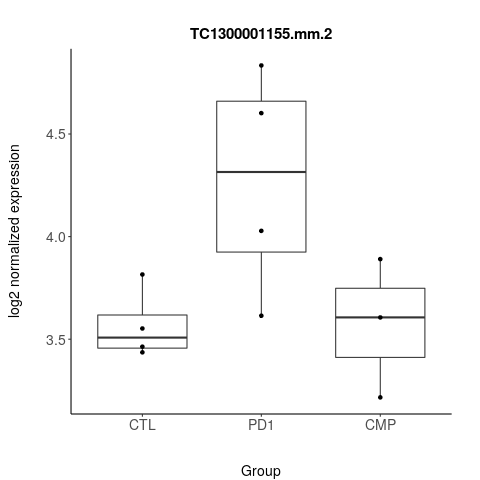 TC1300001155.mm.2
log2 normalized expression
4.5
4.0
3.5
CTL PD1 CMP
Group